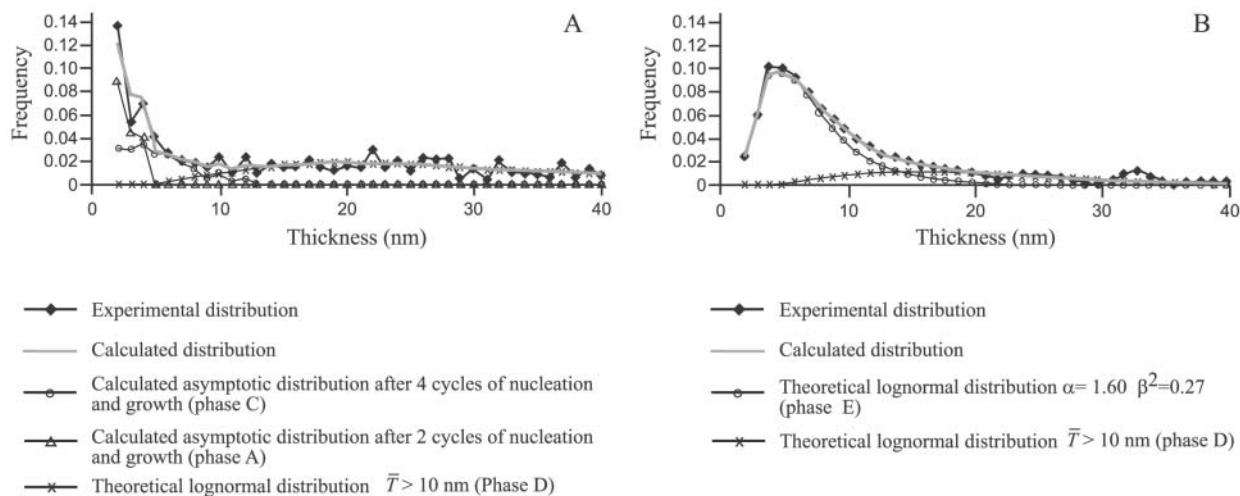 A
0.14
0.12
0.10
0.08
0.06
0.04
0.02
0
Frequency
0 10 20 30 40
Thickness (nm)
B
0.14
0.12
0.10
0.08
0.06
0.04
0.02
0
Frequency
0 10 20 30 40
Thickness (nm)
Experimental distribution
Calculated distribution
Calculated asymptotic distribution after 4 cycles of nucleation
and growth (phase C)
Calculated asymptotic distribution after 2 cycles of nucleation
and growth (phase A)
Theoretical lognormal distribution T̅ > 10 nm (Phase D)
Experimental distribution
Calculated distribution
Theoretical lognormal distribution α= 1.60 β²=0.27
(phase E)
Theoretical lognormal distribution T̅ > 10 nm (phase D)